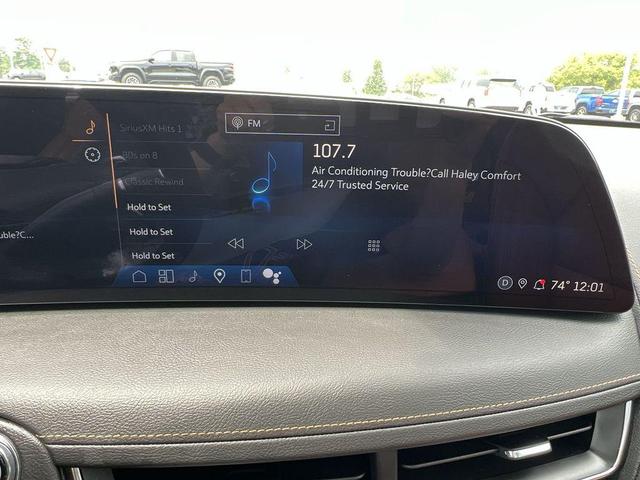 SiriusXM Hits 1
80s on 8
Classic Rewind
Hold to Set
Hold to Set
Hold to Set
uble?C...
FM
107.7
Air Conditioning Trouble?Call Haley Comfort
24/7 Trusted Service
D
74° 12:01